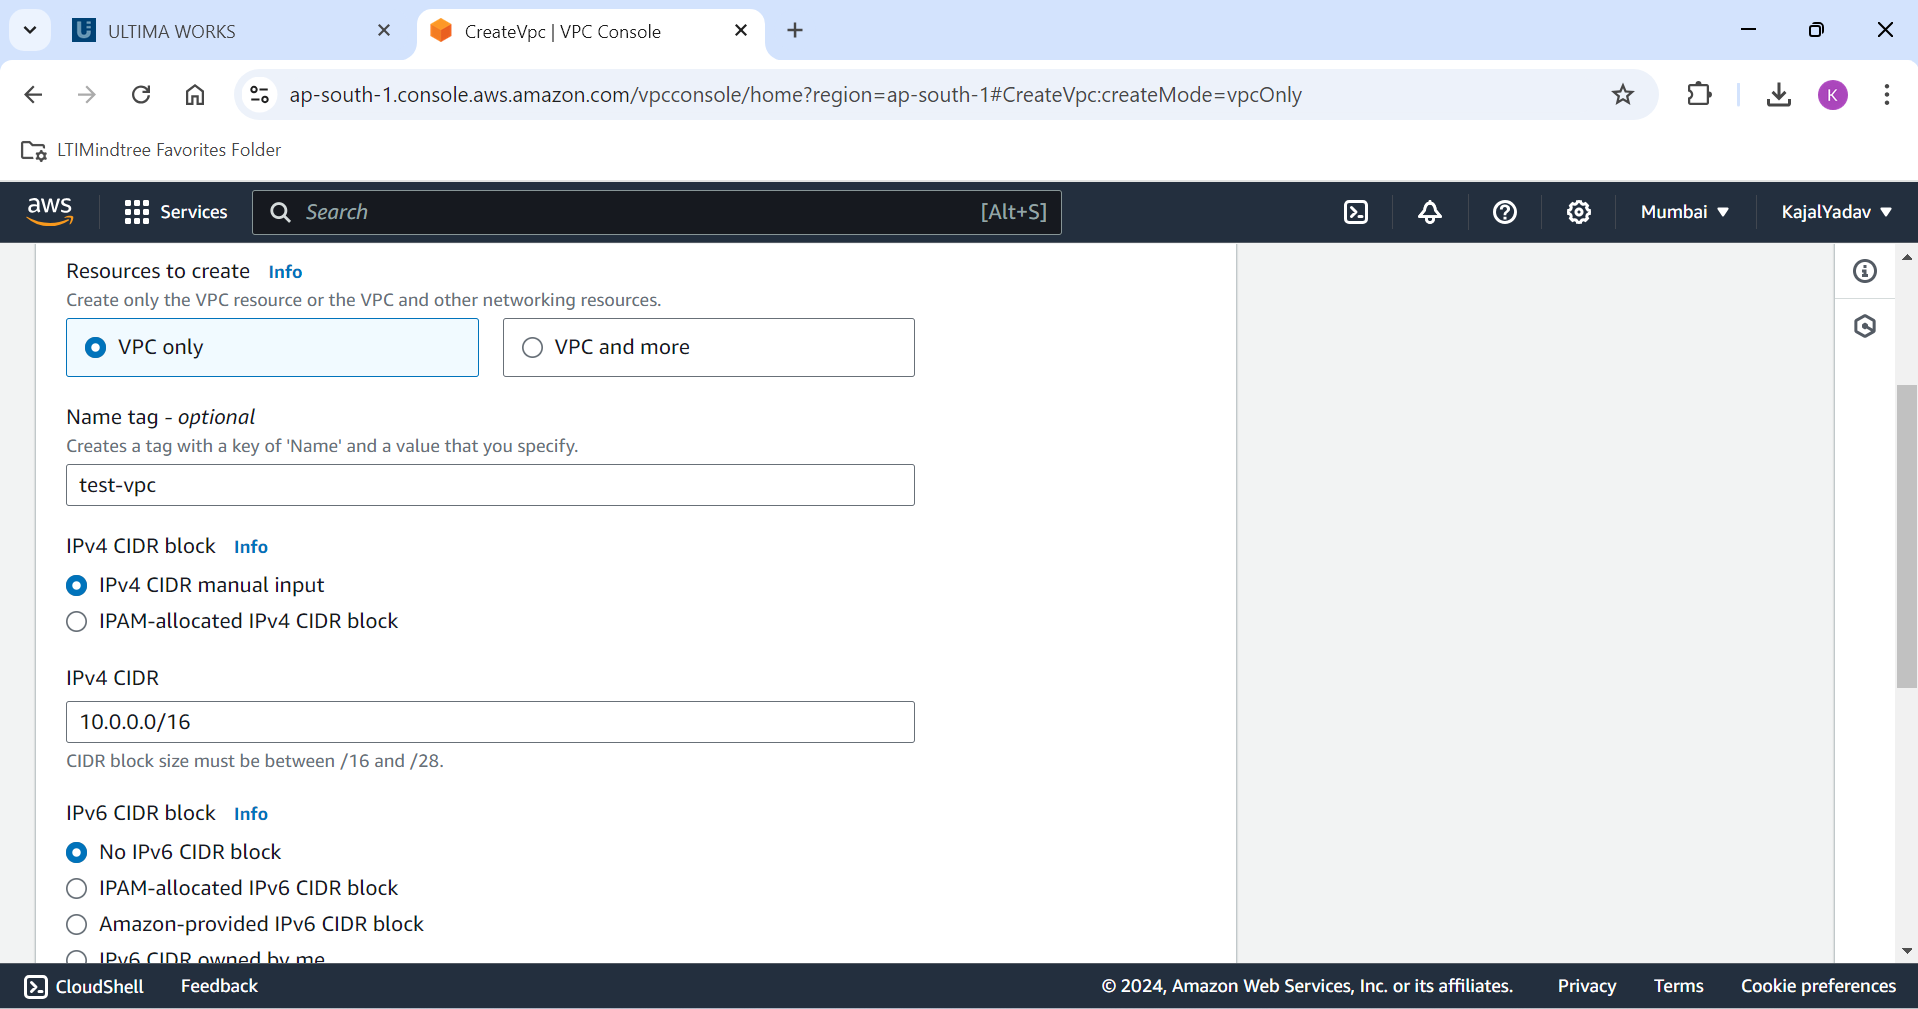 ULTIMA WORKS
CreateVpc | VPC Console
ap-south-1.console.aws.amazon.com/vpcconsole/home?region=ap-south-1#CreateVpc:createMode=vpcOnly
K
LTIMindtree Favorites Folder
aws
Services
Search
[Alt+S]
Mumbai
KajalYadav
Resources to create Info
Create only the VPC resource or the VPC and other networking resources.
VPC only
VPC and more
Name tag - optional
Creates a tag with a key of 'Name' and a value that you specify.
test-vpc
IPv4 CIDR block Info
IPv4 CIDR manual input
IPAM-allocated IPv4 CIDR block
IPv4 CIDR
10.0.0.0/16
CIDR block size must be between /16 and /28.
IPv6 CIDR block Info
No IPv6 CIDR block
IPAM-allocated IPv6 CIDR block
Amazon-provided IPv6 CIDR block
IPv6 CIDR owned by me
CloudShell
Feedback
© 2024, Amazon Web Services, Inc. or its affiliates.
Privacy
Terms
Cookie preferences